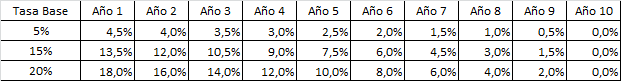 Tasa Base Año 1 Año 2 Año 3 Año 4 Año 5 Año 6 Año 7 Año 8 Año 9 Año 10
5% 4,5% 4,0% 3,5% 3,0% 2,5% 2,0% 1,5% 1,0% 0,5% 0,0%
15% 13,5% 12,0% 10,5% 9,0% 7,5% 6,0% 4,5% 3,0% 1,5% 0,0%
20% 18,0% 16,0% 14,0% 12,0% 10,0% 8,0% 6,0% 4,0% 2,0% 0,0%